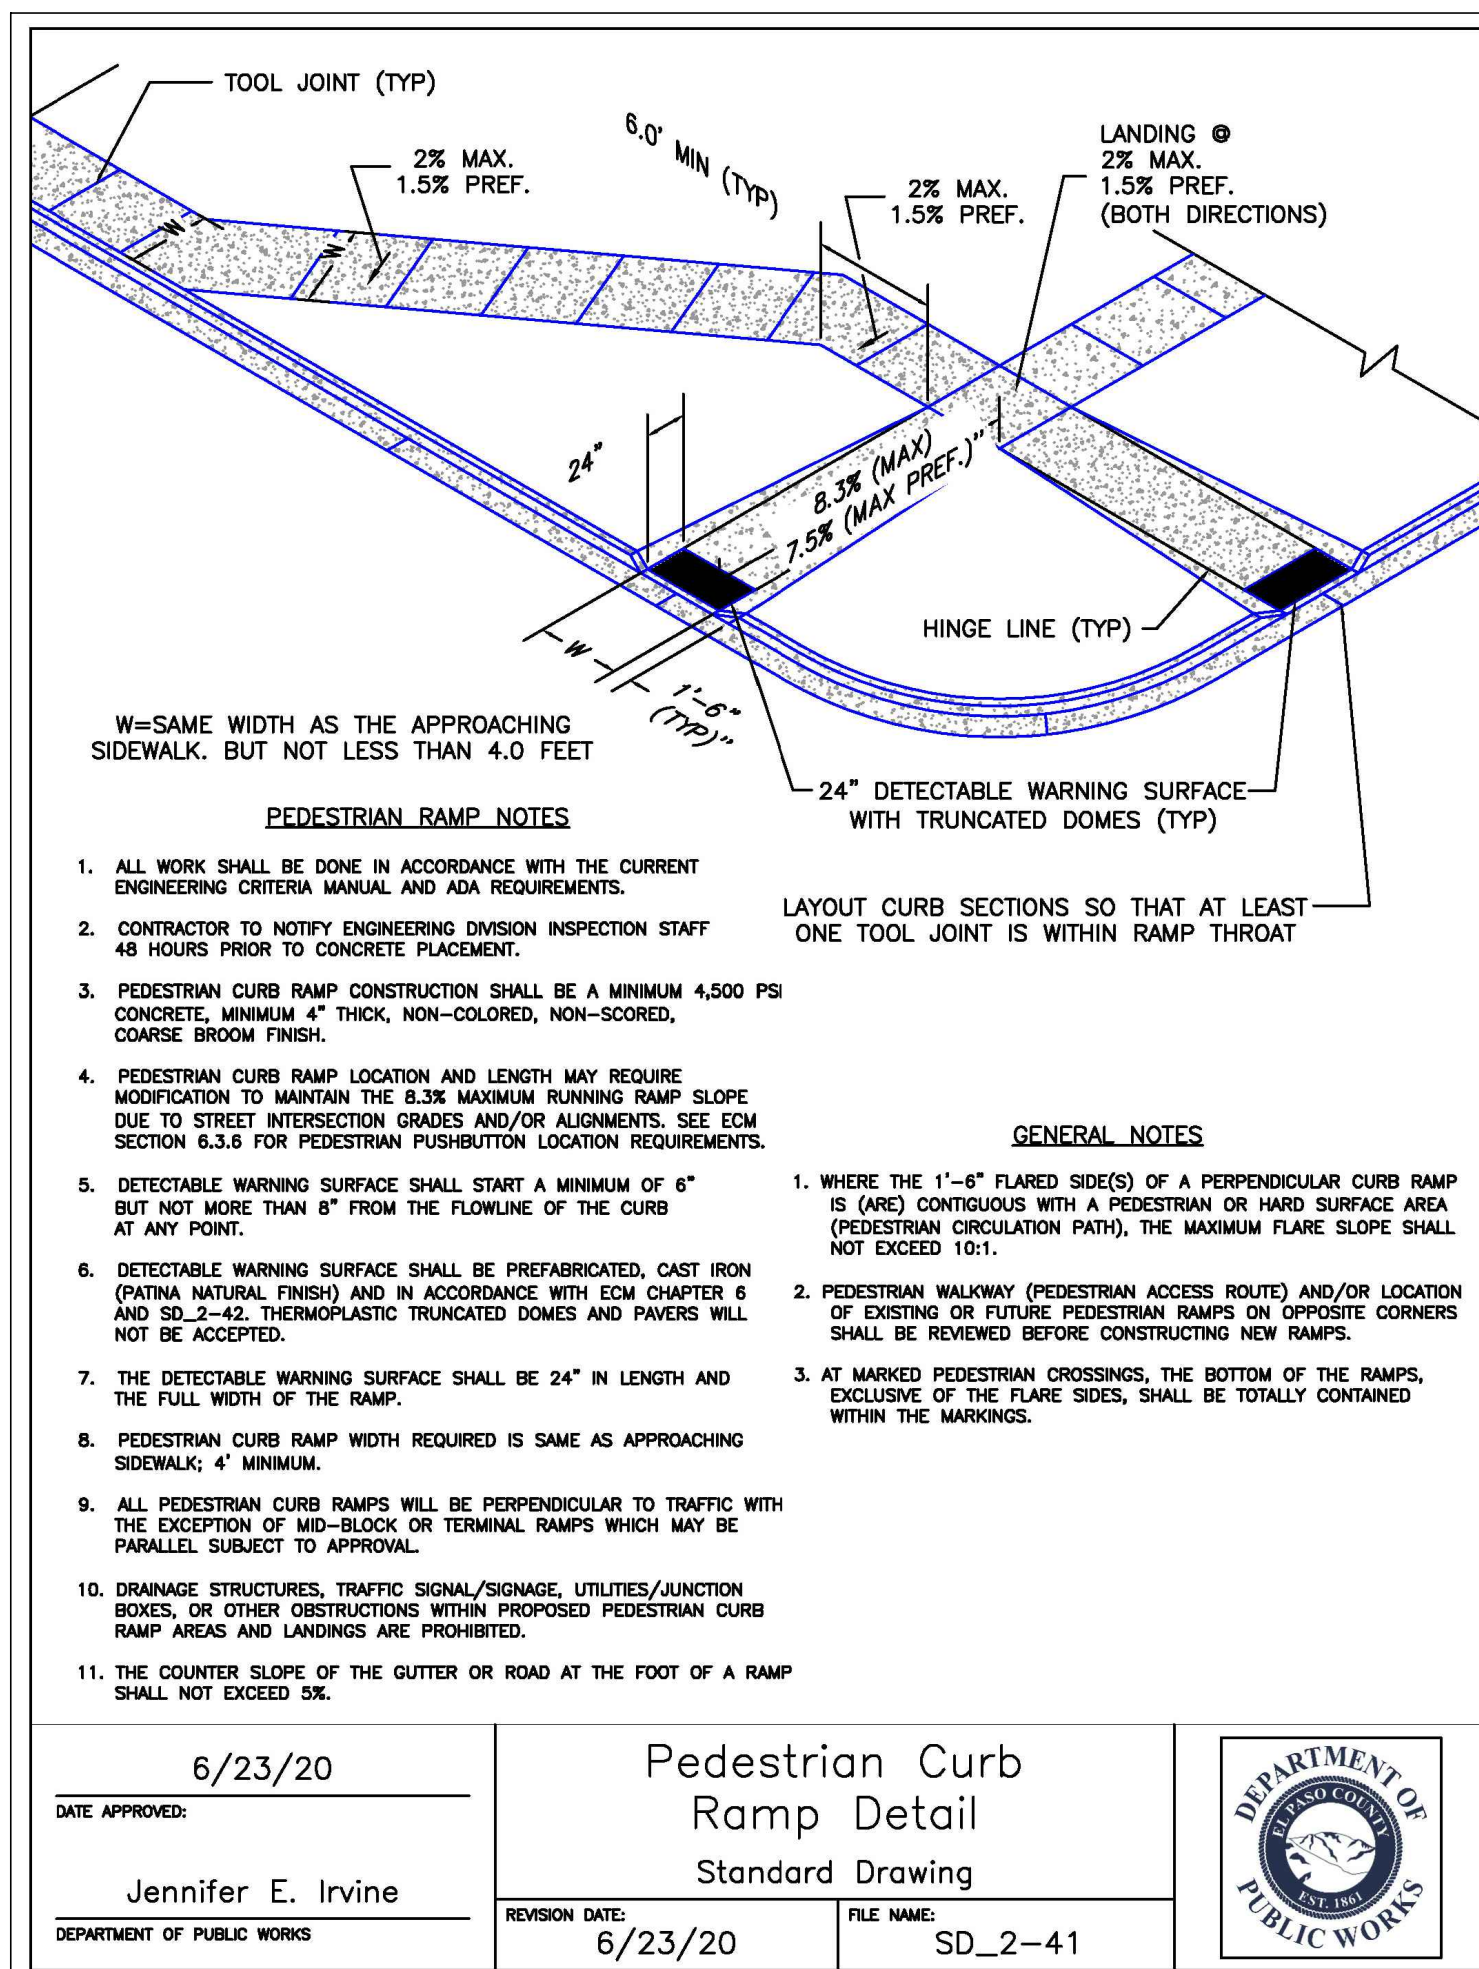 TOOL JOINT (TYP)
2% MAX.
1.5% PREF.
6.0' MIN (TYP)
2% MAX.
1.5% PREF.
LANDING @
2% MAX.
1.5% PREF.
(BOTH DIRECTIONS)
W
W
24"
8.3% (MAX)
7.5% (MAX PREF.)"
HINGE LINE (TYP)
W
1'-6"
(TYP)"
W=SAME WIDTH AS THE APPROACHING
SIDEWALK. BUT NOT LESS THAN 4.0 FEET
24" DETECTABLE WARNING SURFACE
WITH TRUNCATED DOMES (TYP)
LAYOUT CURB SECTIONS SO THAT AT LEAST
ONE TOOL JOINT IS WITHIN RAMP THROAT
PEDESTRIAN RAMP NOTES
1. ALL WORK SHALL BE DONE IN ACCORDANCE WITH THE CURRENT
ENGINEERING CRITERIA MANUAL AND ADA REQUIREMENTS.
2. CONTRACTOR TO NOTIFY ENGINEERING DIVISION INSPECTION STAFF
48 HOURS PRIOR TO CONCRETE PLACEMENT.
3. PEDESTRIAN CURB RAMP CONSTRUCTION SHALL BE A MINIMUM 4,500 PSI
CONCRETE, MINIMUM 4" THICK, NON-COLORED, NON-SCORED,
COARSE BROOM FINISH.
4. PEDESTRIAN CURB RAMP LOCATION AND LENGTH MAY REQUIRE
MODIFICATION TO MAINTAIN THE 8.3% MAXIMUM RUNNING RAMP SLOPE
DUE TO STREET INTERSECTION GRADES AND/OR ALIGNMENTS. SEE ECM
SECTION 6.3.6 FOR PEDESTRIAN PUSHBUTTON LOCATION REQUIREMENTS.
5. DETECTABLE WARNING SURFACE SHALL START A MINIMUM OF 6"
BUT NOT MORE THAN 8" FROM THE FLOWLINE OF THE CURB
AT ANY POINT.
6. DETECTABLE WARNING SURFACE SHALL BE PREFABRICATED, CAST IRON
(PATINA NATURAL FINISH) AND IN ACCORDANCE WITH ECM CHAPTER 6
AND SD_2-42. THERMOPLASTIC TRUNCATED DOMES AND PAVERS WILL
NOT BE ACCEPTED.
7. THE DETECTABLE WARNING SURFACE SHALL BE 24" IN LENGTH AND
THE FULL WIDTH OF THE RAMP.
8. PEDESTRIAN CURB RAMP WIDTH REQUIRED IS SAME AS APPROACHING
SIDEWALK; 4' MINIMUM.
9. ALL PEDESTRIAN CURB RAMPS WILL BE PERPENDICULAR TO TRAFFIC WITH
THE EXCEPTION OF MID-BLOCK OR TERMINAL RAMPS WHICH MAY BE
PARALLEL SUBJECT TO APPROVAL.
10. DRAINAGE STRUCTURES, TRAFFIC SIGNAL/SIGNAGE, UTILITIES/JUNCTION
BOXES, OR OTHER OBSTRUCTIONS WITHIN PROPOSED PEDESTRIAN CURB
RAMP AREAS AND LANDINGS ARE PROHIBITED.
11. THE COUNTER SLOPE OF THE GUTTER OR ROAD AT THE FOOT OF A RAMP
SHALL NOT EXCEED 5%.
GENERAL NOTES
1. WHERE THE 1'-6" FLARED SIDE(S) OF A PERPENDICULAR CURB RAMP
IS (ARE) CONTIGUOUS WITH A PEDESTRIAN OR HARD SURFACE AREA
(PEDESTRIAN CIRCULATION PATH), THE MAXIMUM FLARE SLOPE SHALL
NOT EXCEED 10:1.
2. PEDESTRIAN WALKWAY (PEDESTRIAN ACCESS ROUTE) AND/OR LOCATION
OF EXISTING OR FUTURE PEDESTRIAN RAMPS ON OPPOSITE CORNERS
SHALL BE REVIEWED BEFORE CONSTRUCTING NEW RAMPS.
3. AT MARKED PEDESTRIAN CROSSINGS, THE BOTTOM OF THE RAMPS,
EXCLUSIVE OF THE FLARE SIDES, SHALL BE TOTALLY CONTAINED
WITHIN THE MARKINGS.
6/23/20
DATE APPROVED:
Jennifer E. Irvine
DEPARTMENT OF PUBLIC WORKS
Pedestrian Curb
Ramp Detail
Standard Drawing
REVISION DATE:
6/23/20
FILE NAME:
SD_2-41
DEPARTMENT OF
EL PASO COUNTY
EST. 1861
PUBLIC WORKS